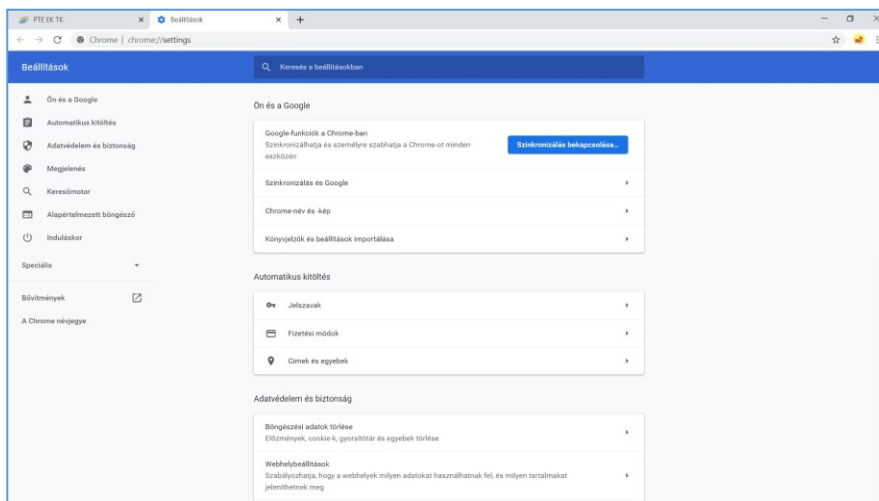 PTE EK TK
Beállítások
Chrome | chrome://settings
Beállítások
Keresés a beállításokban
Ön és a Google
Automatikus kitöltés
Adatvédelem és biztonság
Megjelenés
Keresőmotor
Alapértelmezett böngésző
Induláskor
Speciális
Bővítmények
A Chrome névjegye
Ön és a Google
Google-funkciók a Chrome-ban
Szinkronizálhatja és személyre szabhatja a Chrome-ot minden
eszközén
Szinkronizálás bekapcsolása...
Szinkronizálás és Google
Chrome-név és -kép
Könyvjelzők és beállítások importálása
Automatikus kitöltés
Jelszavak
Fizetési módok
Címek és egyebek
Adatvédelem és biztonság
Böngészési adatok törlése
Előzmények, cookie-k, gyorsítótár és egyebek törlése
Webhelybeállítások
Szabályozhatja, hogy a webhelyek milyen adatokat használhatnak fel, és milyen tartalmakat
jeleníthetnek meg